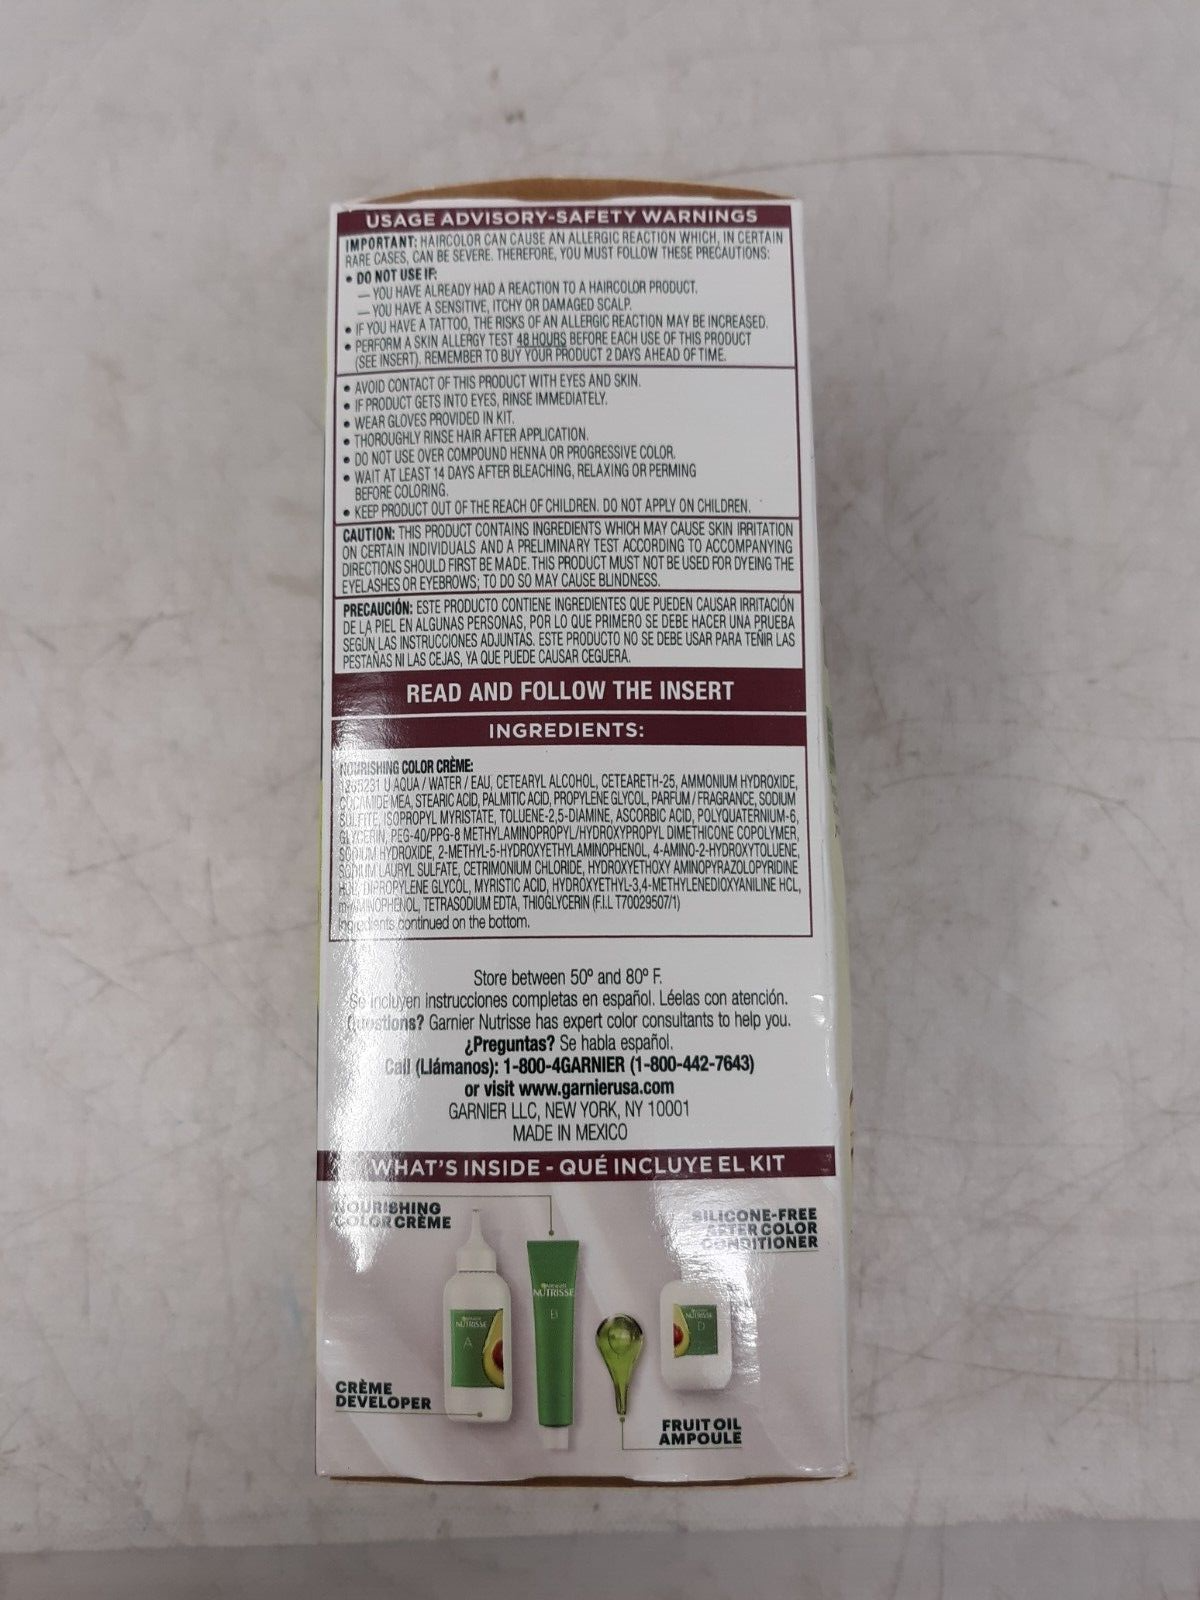 USAGE ADVISORY-SAFETY WARNINGS
IMPORTANT: HAIRCOLOR CAN CAUSE AN ALLERGIC REACTION WHICH, IN CERTAIN
RARE CASES, CAN BE SEVERE. THEREFORE, YOU MUST FOLLOW THESE PRECAUTIONS:
• DO NOT USE IF:
— YOU HAVE ALREADY HAD A REACTION TO A HAIRCOLOR PRODUCT.
— YOU HAVE A SENSITIVE, ITCHY OR DAMAGED SCALP.
• IF YOU HAVE A TATTOO, THE RISKS OF AN ALLERGIC REACTION MAY BE INCREASED.
• PERFORM A SKIN ALLERGY TEST 48 HOURS BEFORE EACH USE OF THIS PRODUCT
(SEE INSERT). REMEMBER TO BUY YOUR PRODUCT 2 DAYS AHEAD OF TIME.
• AVOID CONTACT OF THIS PRODUCT WITH EYES AND SKIN.
• IF PRODUCT GETS INTO EYES, RINSE IMMEDIATELY.
• WEAR GLOVES PROVIDED IN KIT.
• THOROUGHLY RINSE HAIR AFTER APPLICATION.
• DO NOT USE OVER COMPOUND HENNA OR PROGRESSIVE COLOR.
• WAIT AT LEAST 14 DAYS AFTER BLEACHING, RELAXING OR PERMING
BEFORE COLORING.
• KEEP PRODUCT OUT OF THE REACH OF CHILDREN. DO NOT APPLY ON CHILDREN.
CAUTION: THIS PRODUCT CONTAINS INGREDIENTS WHICH MAY CAUSE SKIN IRRITATION
ON CERTAIN INDIVIDUALS AND A PRELIMINARY TEST ACCORDING TO ACCOMPANYING
DIRECTIONS SHOULD FIRST BE MADE. THIS PRODUCT MUST NOT BE USED FOR DYEING THE
EYELASHES OR EYEBROWS; TO DO SO MAY CAUSE BLINDNESS.
PRECAUCIÓN: ESTE PRODUCTO CONTIENE INGREDIENTES QUE PUEDEN CAUSAR IRRITACIÓN
DE LA PIEL EN ALGUNAS PERSONAS, POR LO QUE PRIMERO SE DEBE HACER UNA PRUEBA
SEGÚN LAS INSTRUCCIONES ADJUNTAS. ESTE PRODUCTO NO SE DEBE USAR PARA TEÑIR LAS
PESTAÑAS NI LAS CEJAS, YA QUE PUEDE CAUSAR CEGUERA.
READ AND FOLLOW THE INSERT
INGREDIENTS:
NOURISHING COLOR CRÈME:
U AQUA / WATER / EAU, CETEARYL ALCOHOL, CETEARETH-25, AMMONIUM HYDROXIDE,
COCAMIDE MEA, STEARIC ACID, PALMITIC ACID, PROPYLENE GLYCOL, PARFUM / FRAGRANCE, SODIUM
SULFITE, ISOPROPYL MYRISTATE, TOLUENE-2,5-DIAMINE, ASCORBIC ACID, POLYQUATERNIUM-6,
GLYCERIN, PEG-40/PPG-8 METHYLAMINOPROPYL/HYDROXYPROPYL DIMETHICONE COPOLYMER,
SODIUM HYDROXIDE, 2-METHYL-5-HYDROXYETHYLAMINOPHENOL, 4-AMINO-2-HYDROXYTOLUENE,
SODIUM LAURYL SULFATE, CETRIMONIUM CHLORIDE, HYDROXYETHOXY AMINOPYRAZOLOPYRIDINE
HCL, DIPROPYLENE GLYCOL, MYRISTIC ACID, HYDROXYETHYL-3,4-METHYLENEDIOXYANILINE HCL,
m-AMINOPHENOL, TETRASODIUM EDTA, THIOGLYCERIN (F.I.L T70029507/1)
Ingredients continued on the bottom.
Store between 50º and 80º F.
Se incluyen instrucciones completas en español. Léelas con atención.
Questions? Garnier Nutrisse has expert color consultants to help you.
¿Preguntas? Se habla español.
Call (Llámanos): 1-800-4GARNIER (1-800-442-7643)
or visit www.garnierusa.com
GARNIER LLC, NEW YORK, NY 10001
MADE IN MEXICO
WHAT'S INSIDE - QUÉ INCLUYE EL KIT
NOURISHING
COLOR CRÈME
SILICONE-FREE
AFTER COLOR
CONDITIONER
NUTRISSE
A
NUTRISSE
B
NUTRISSE
D
CRÈME
DEVELOPER
FRUIT OIL
AMPOULE